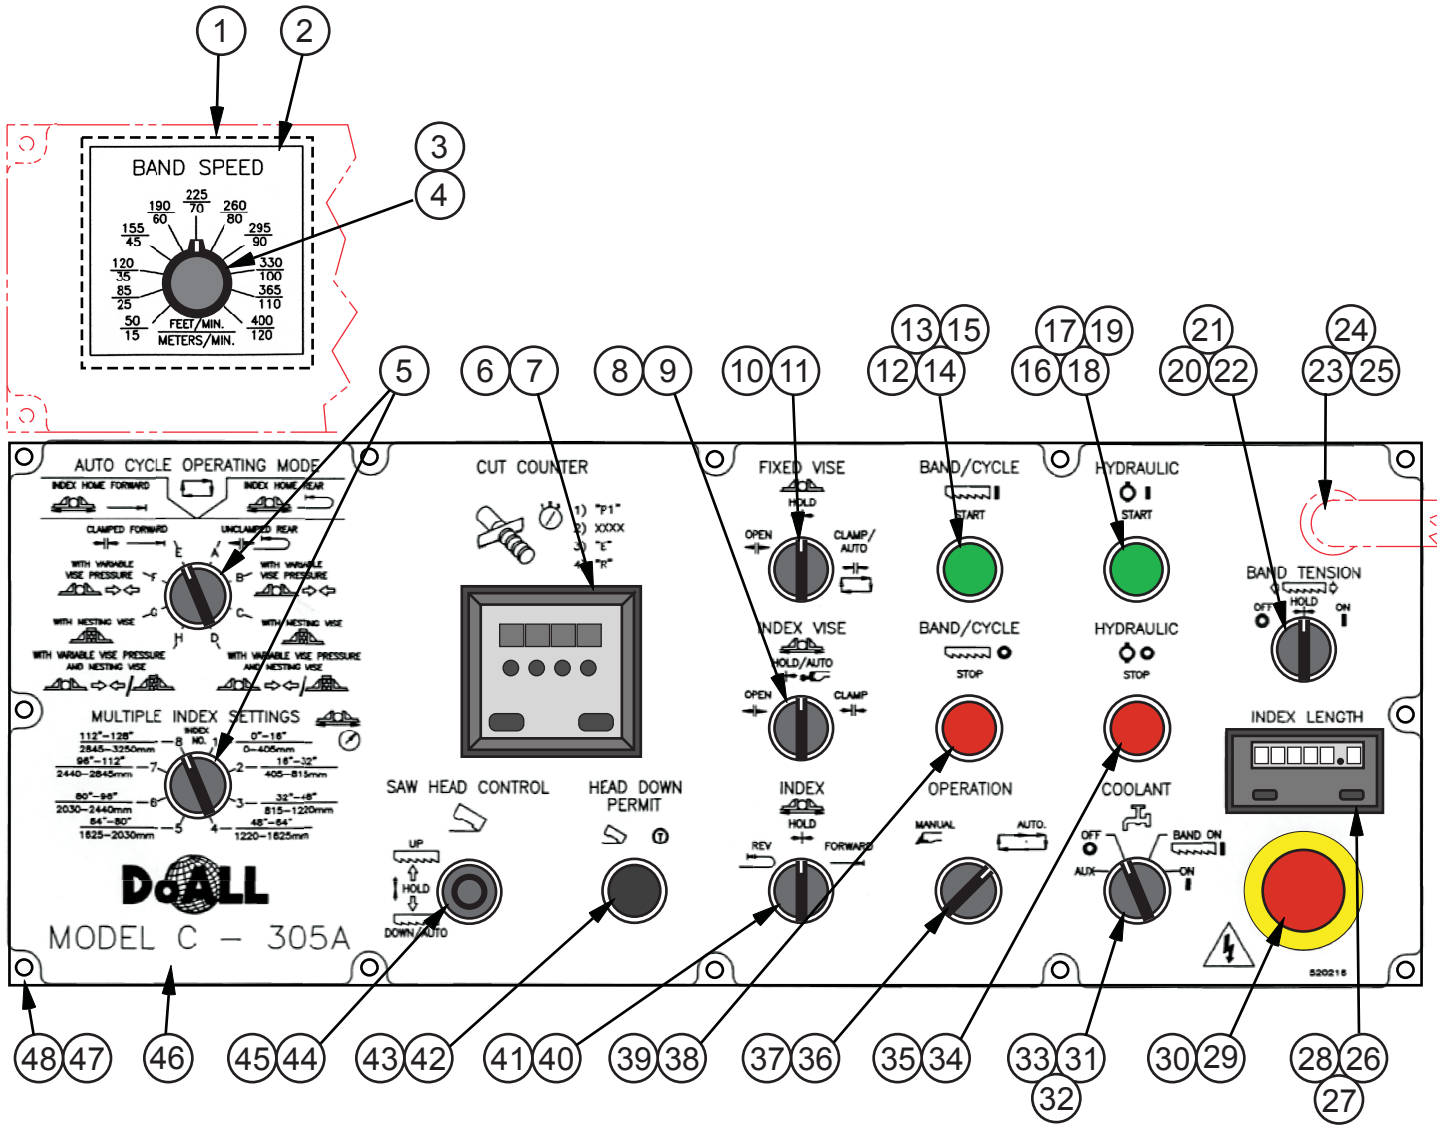 1 2
3
4
BAND SPEED
225
70
190
60
260
80
155
45
295
90
120
35
330
100
85
25
365
110
50
15
400
120
FEET/MIN.
METERS/MIN.
5 6 7 8 9 10 11
13 15
12 14
17 19
16 18
21
20 22
24
23 25
AUTO CYCLE OPERATING MODE
INDEX HOME FORWARD
INDEX HOME REAR
CLAMPED FORWARD
UNCLAMPED REAR
E A
F B
G C
H D
WITH VARIABLE
VISE PRESSURE
WITH VARIABLE
VISE PRESSURE
WITH NESTING VISE
WITH NESTING VISE
WITH VARIABLE VISE PRESSURE
AND NESTING VISE
WITH VARIABLE VISE PRESSURE
AND NESTING VISE
MULTIPLE INDEX SETTINGS
INDEX
NO.
112"-128"
2845-3250mm
8
1
0"-16"
0-405mm
96"-112"
2440-2845mm
7
2
16"-32"
405-815mm
80"-96"
2030-2440mm
6
3
32"-48"
815-1220mm
64"-80"
1625-2030mm
5
4
48"-64"
1220-1625mm
DoALL
MODEL C - 305A
CUT COUNTER
1) "P1"
2) XXXX
3) "E"
4) "R"
SAW HEAD CONTROL
UP
HOLD
DOWN/AUTO
HEAD DOWN
PERMIT
T
FIXED VISE
HOLD
OPEN
CLAMP/
AUTO
INDEX VISE
HOLD/AUTO
OPEN
CLAMP
INDEX
HOLD
REV
FORWARD
BAND/CYCLE
START
BAND/CYCLE
STOP
OPERATION
MANUAL
AUTO.
HYDRAULIC
START
HYDRAULIC
STOP
COOLANT
OFF
BAND ON
AUX
ON
BAND TENSION
OFF
HOLD
ON
INDEX LENGTH
520216
48 47 46 45 44 43 42 41 40 39 38 37 36 35 34 33 31
32
30 29 28 26
27